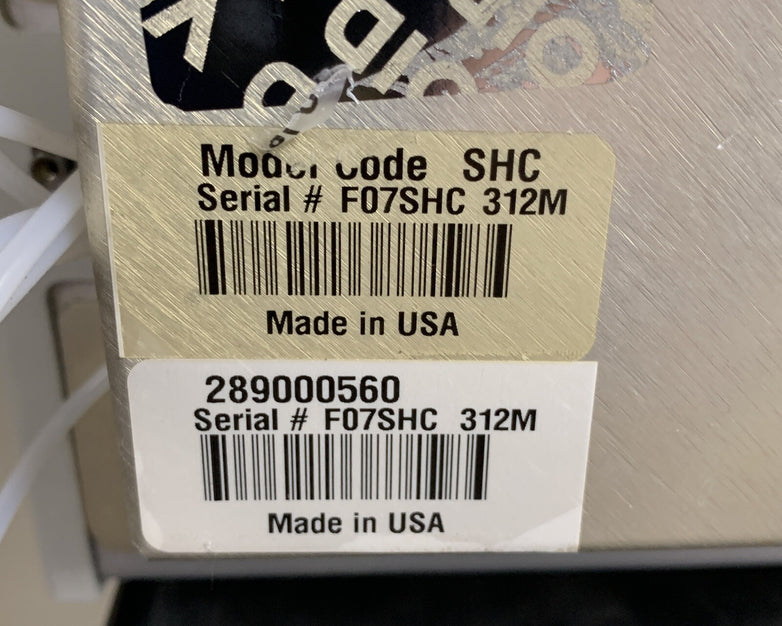 Model Code SHC
Serial # F07SHC 312M
Made in USA
289000560
Serial # F07SHC 312M
Made in USA